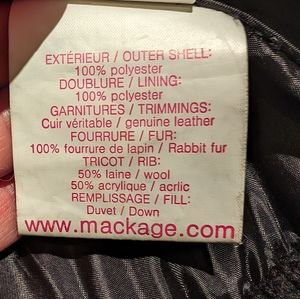 EXTÉRIEUR / OUTER SHELL:
100% polyester
DOUBLURE / LINING:
100% polyester
GARNITURES / TRIMMINGS:
Cuir véritable / genuine leather
FOURRURE / FUR:
100% fourrure de lapin / Rabbit fur
TRICOT / RIB:
50% laine / wool
50% acrylique / acrlic
REMPLISSAGE / FILL:
Duvet / Down
www.mackage.com